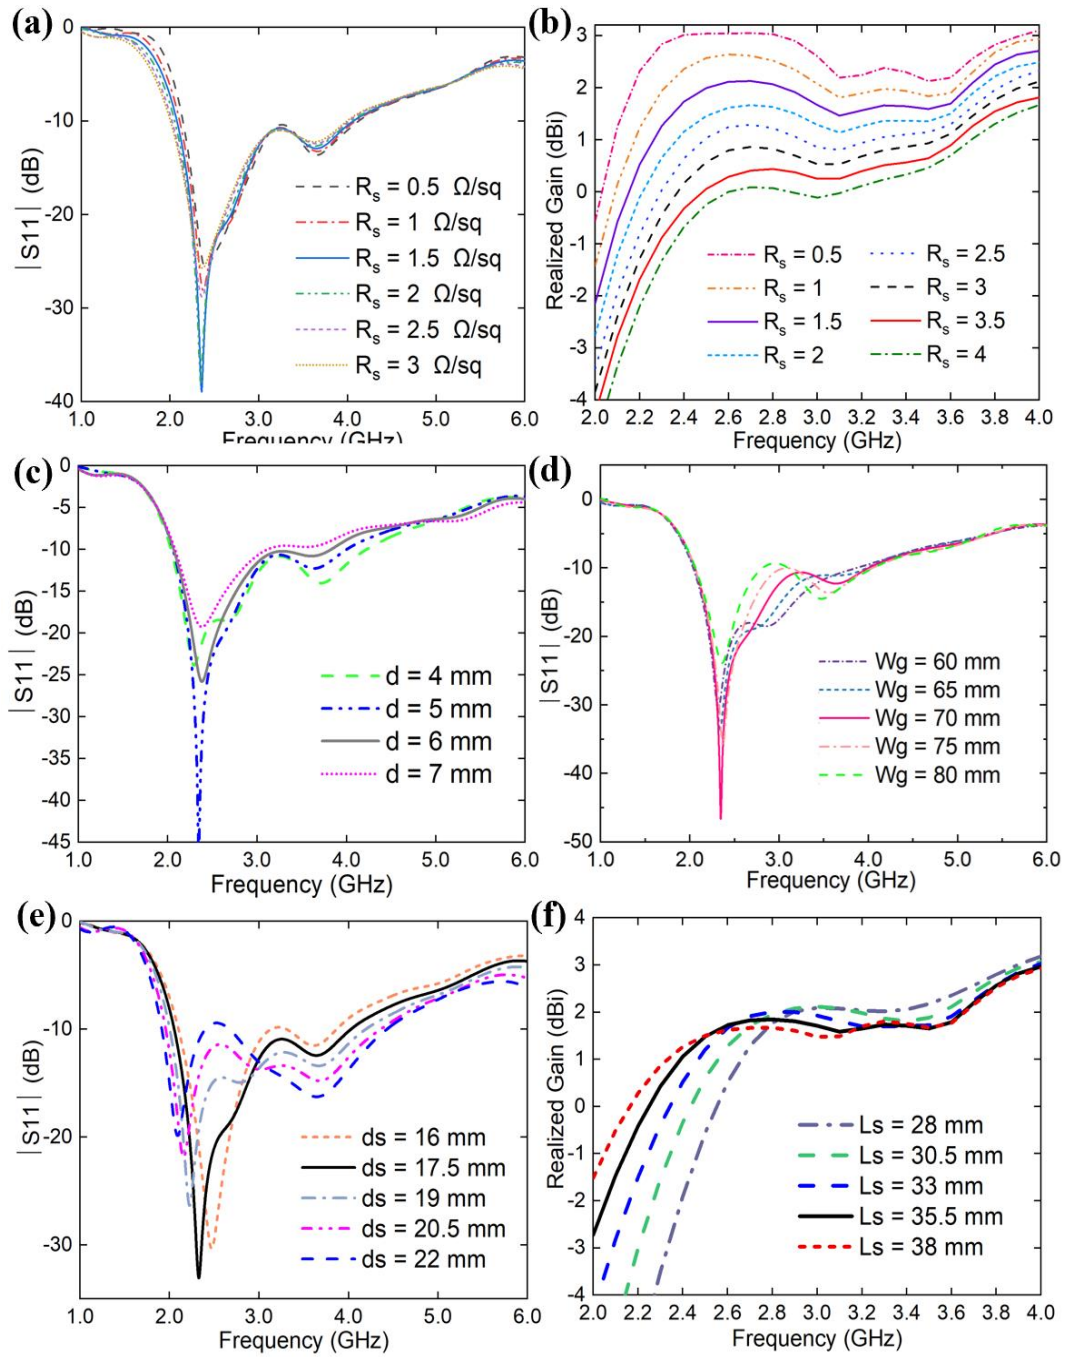 (a)
0
-10
-20
-30
-40
|S11| (dB)
Rs = 0.5 Ω/sq
Rs = 1 Ω/sq
Rs = 1.5 Ω/sq
Rs = 2 Ω/sq
Rs = 2.5 Ω/sq
Rs = 3 Ω/sq
1.0 2.0 3.0 4.0 5.0 6.0
Frequency (GHz)
(b)
3
2
1
0
-1
-2
-3
-4
Realized Gain (dBi)
Rs = 0.5
Rs = 1
Rs = 1.5
Rs = 2
Rs = 2.5
Rs = 3
Rs = 3.5
Rs = 4
2.0 2.2 2.4 2.6 2.8 3.0 3.2 3.4 3.6 3.8 4.0
Frequency (GHz)
(c)
0
-5
-10
-15
-20
-25
-30
-35
-40
-45
|S11| (dB)
d = 4 mm
d = 5 mm
d = 6 mm
d = 7 mm
1.0 2.0 3.0 4.0 5.0 6.0
Frequency (GHz)
(d)
0
-10
-20
-30
-40
-50
|S11| (dB)
Wg = 60 mm
Wg = 65 mm
Wg = 70 mm
Wg = 75 mm
Wg = 80 mm
1.0 2.0 3.0 4.0 5.0 6.0
Frequency (GHz)
(e)
0
-10
-20
-30
|S11| (dB)
ds = 16 mm
ds = 17.5 mm
ds = 19 mm
ds = 20.5 mm
ds = 22 mm
1.0 2.0 3.0 4.0 5.0 6.0
Frequency (GHz)
(f)
4
3
2
1
0
-1
-2
-3
-4
Realized Gain (dBi)
Ls = 28 mm
Ls = 30.5 mm
Ls = 33 mm
Ls = 35.5 mm
Ls = 38 mm
2.0 2.2 2.4 2.6 2.8 3.0 3.2 3.4 3.6 3.8 4.0
Frequency (GHz)